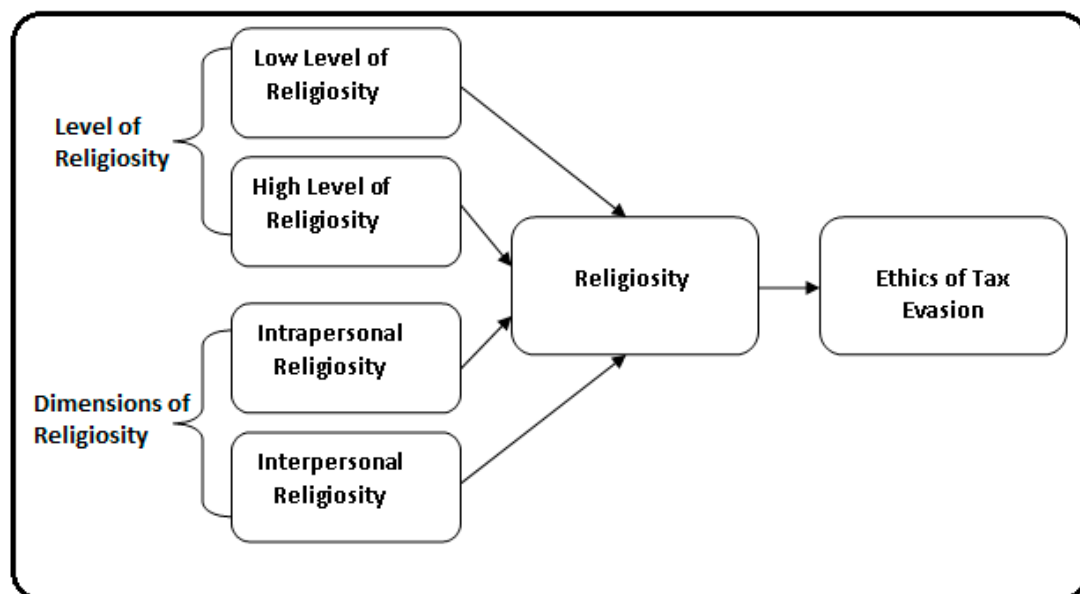 Low Level of
Religiosity
Level of
Religiosity
High Level of
Religiosity
Religiosity
Ethics of Tax
Evasion
Intrapersonal
Religiosity
Dimensions of
Religiosity
Interpersonal
Religiosity